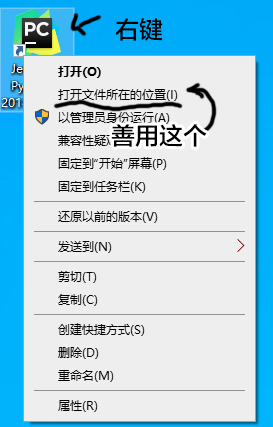 PC
右键
Je
Py
201
打开(O)
打开文件所在的位置(I)
以管理员身份运行(A)
兼容性疑
善用这个
固定到"开始"屏幕(P)
固定到任务栏(K)
还原以前的版本(V)
发送到(N)
剪切(T)
复制(C)
创建快捷方式(S)
删除(D)
重命名(M)
属性(R)